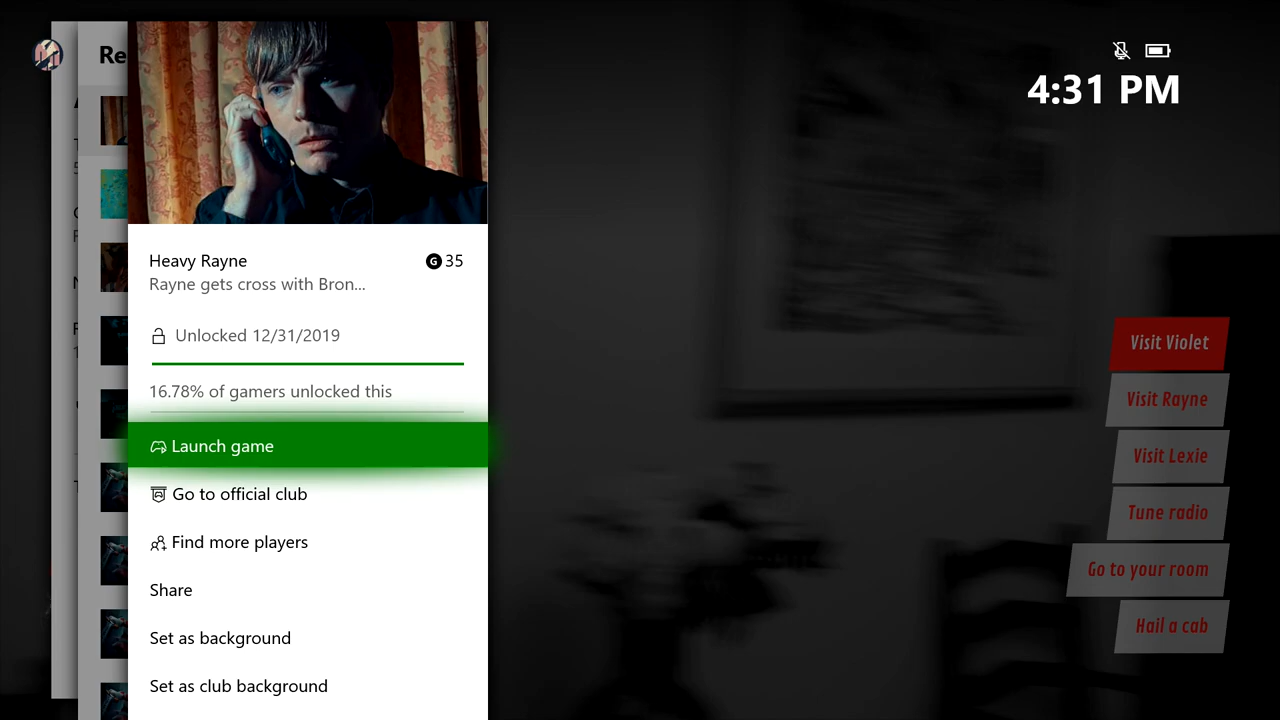 Re
4:31 PM
Heavy Rayne
G 35
Rayne gets cross with Bron...
Unlocked 12/31/2019
16.78% of gamers unlocked this
Launch game
Go to official club
Find more players
Share
Set as background
Set as club background
Visit Violet
Visit Rayne
Visit Lexie
Tune radio
Go to your room
Hail a cab